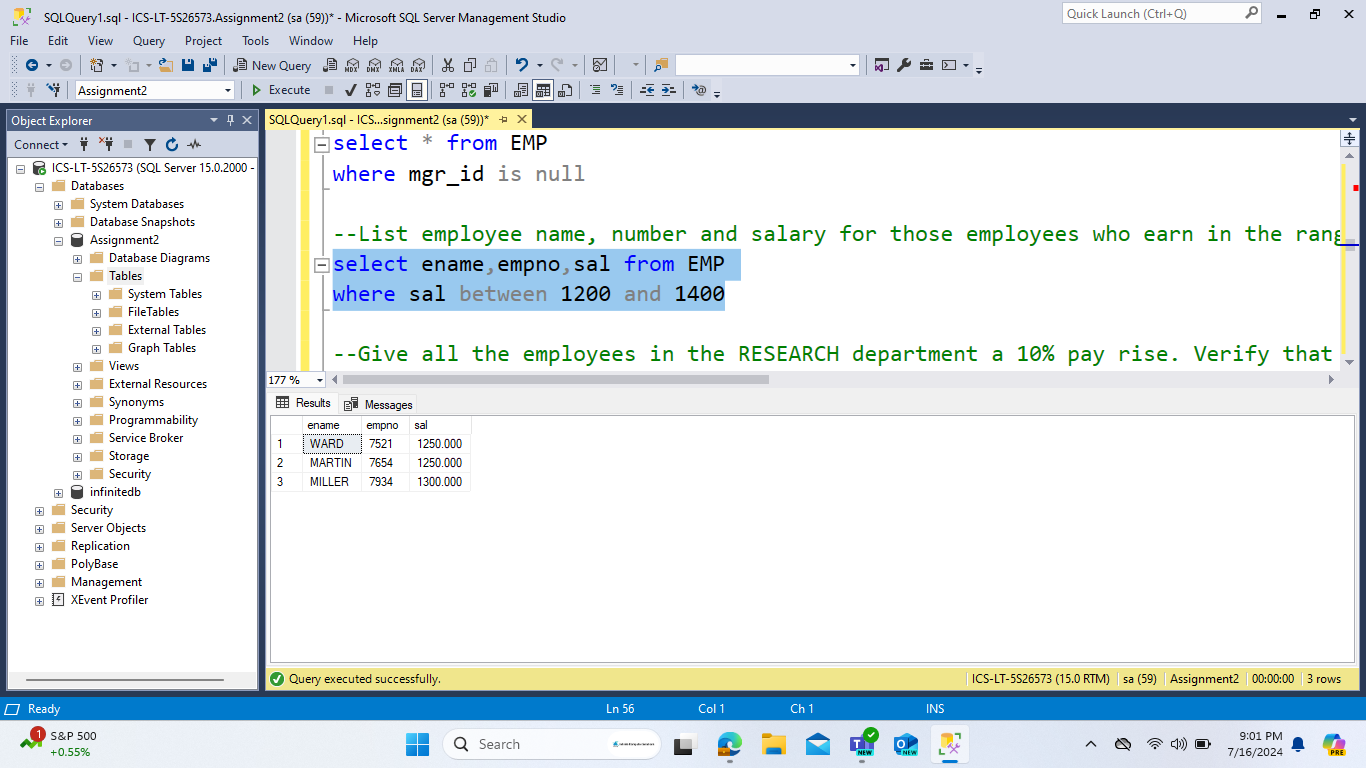 SQLQuery1.sql - ICS-LT-5S26573.Assignment2 (sa (59))* - Microsoft SQL Server Management Studio
Quick Launch (Ctrl+Q)
File Edit View Query Project Tools Window Help
New Query MDX DMX XMLA DAX
Assignment2 Execute
Object Explorer
Connect
ICS-LT-5S26573 (SQL Server 15.0.2000 -
Databases
System Databases
Database Snapshots
Assignment2
Database Diagrams
Tables
System Tables
FileTables
External Tables
Graph Tables
Views
External Resources
Synonyms
Programmability
Service Broker
Storage
Security
infinitedb
Security
Server Objects
Replication
PolyBase
Management
XEvent Profiler
SQLQuery1.sql - ICS...signment2 (sa (59))*
select * from EMP
where mgr_id is null
--List employee name, number and salary for those employees who earn in the rang
select ename,empno,sal from EMP
where sal between 1200 and 1400
--Give all the employees in the RESEARCH department a 10% pay rise. Verify that
177 %
Results Messages
ename empno sal
1 WARD 7521 1250.000
2 MARTIN 7654 1250.000
3 MILLER 7934 1300.000
Query executed successfully. ICS-LT-5S26573 (15.0 RTM) sa (59) Assignment2 00:00:00 3 rows
Ready Ln 56 Col 1 Ch 1 INS
1
S&P 500
+0.55%
Search
NEW
NEW
9:01 PM
7/16/2024
PRE